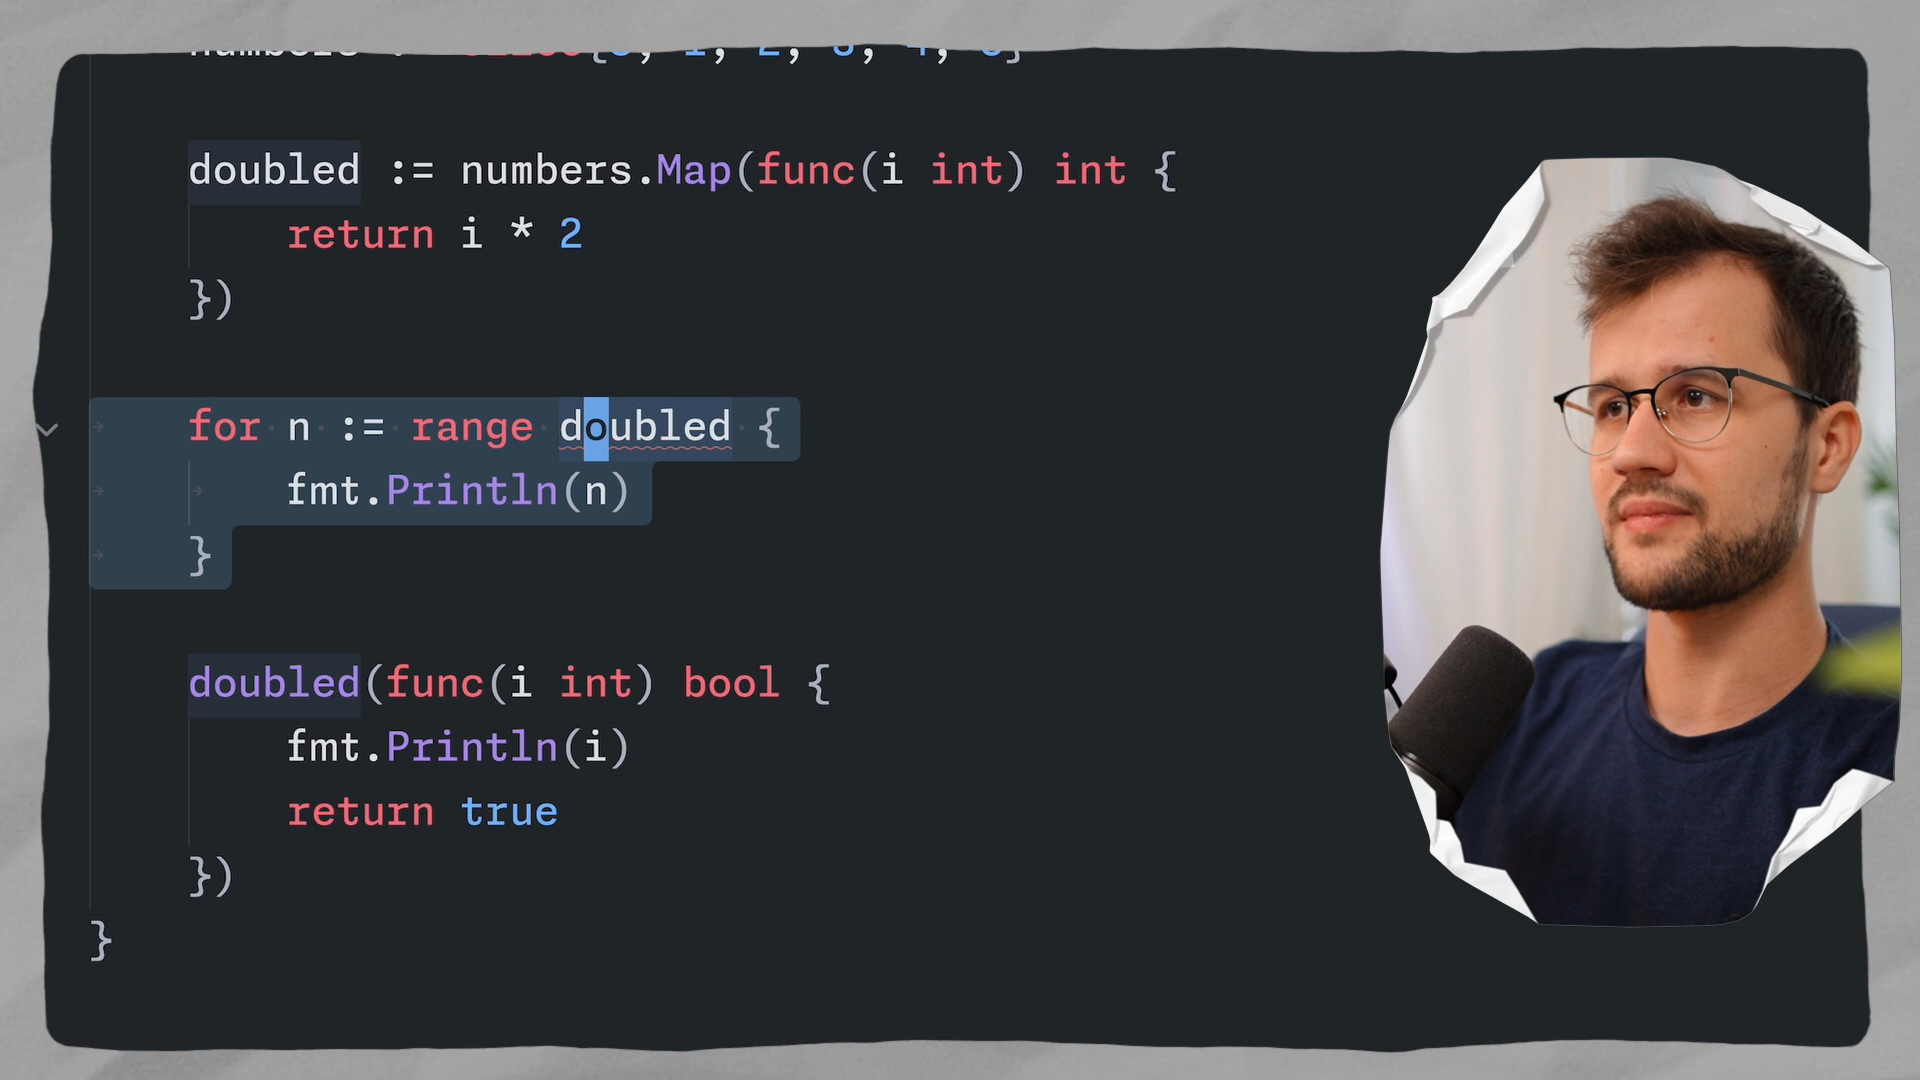 doubled := numbers.Map(func(i int) int {
return i * 2
})
for n := range doubled {
fmt.Println(n)
}
doubled(func(i int) bool {
fmt.Println(i)
return true
})
}